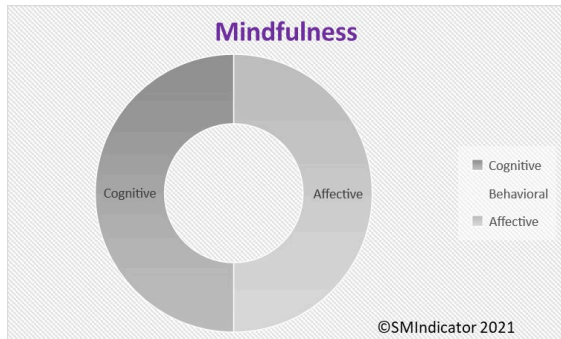 Mindfulness
Cognitive
Affective
Cognitive
Behavioral
Affective
©SMIndicator 2021